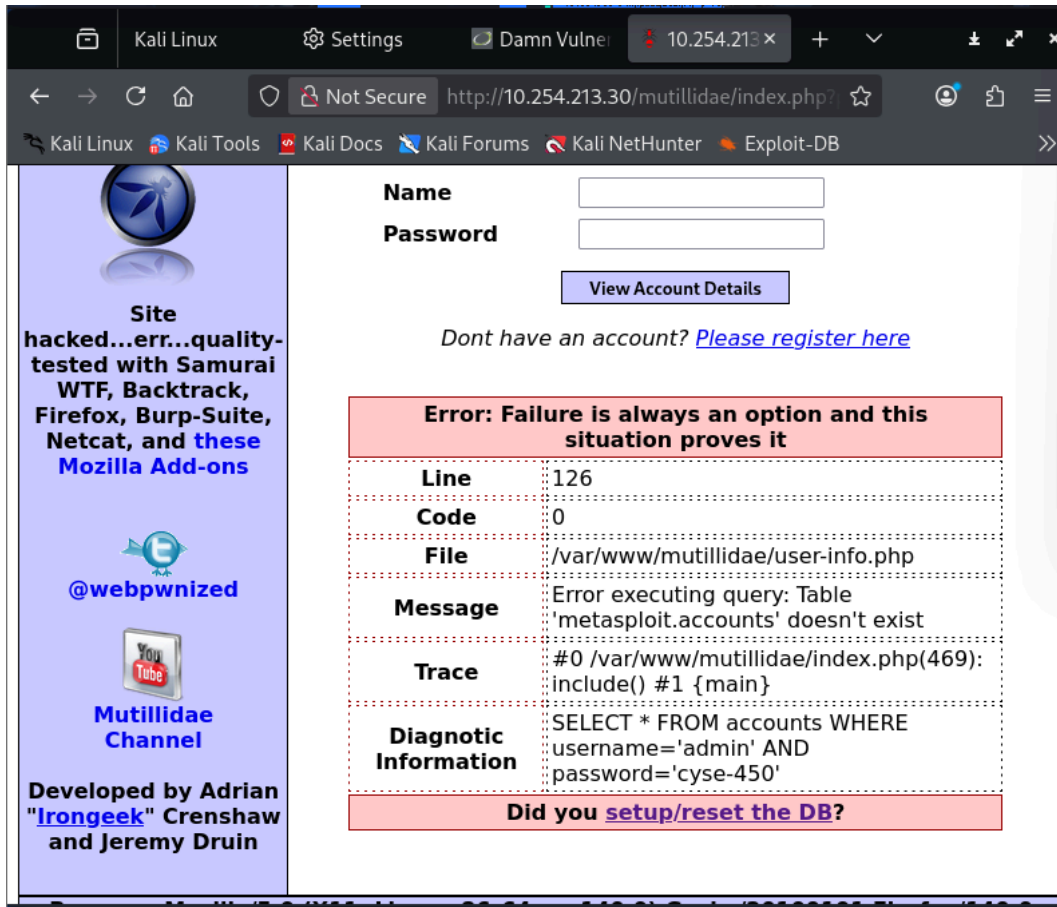 Kali Linux
Settings
Damn Vulner
10.254.213
Not Secure
http://10.254.213.30/mutillidae/index.php?
Kali Linux
Kali Tools
Kali Docs
Kali Forums
Kali NetHunter
Exploit-DB
Site
hacked...err...quality-
tested with Samurai
WTF, Backtrack,
Firefox, Burp-Suite,
Netcat, and these
Mozilla Add-ons
@webpwnized
You
Tube
Mutillidae
Channel
Developed by Adrian
"Irongeek" Crenshaw
and Jeremy Druin
Name
Password
View Account Details
Dont have an account? Please register here
Error: Failure is always an option and this
situation proves it
Line
126
Code
0
File
/var/www/mutillidae/user-info.php
Message
Error executing query: Table
'metasploit.accounts' doesn't exist
Trace
#0 /var/www/mutillidae/index.php(469):
include() #1 {main}
Diagnotic
Information
SELECT * FROM accounts WHERE
username='admin' AND
password='cyse-450'
Did you setup/reset the DB?